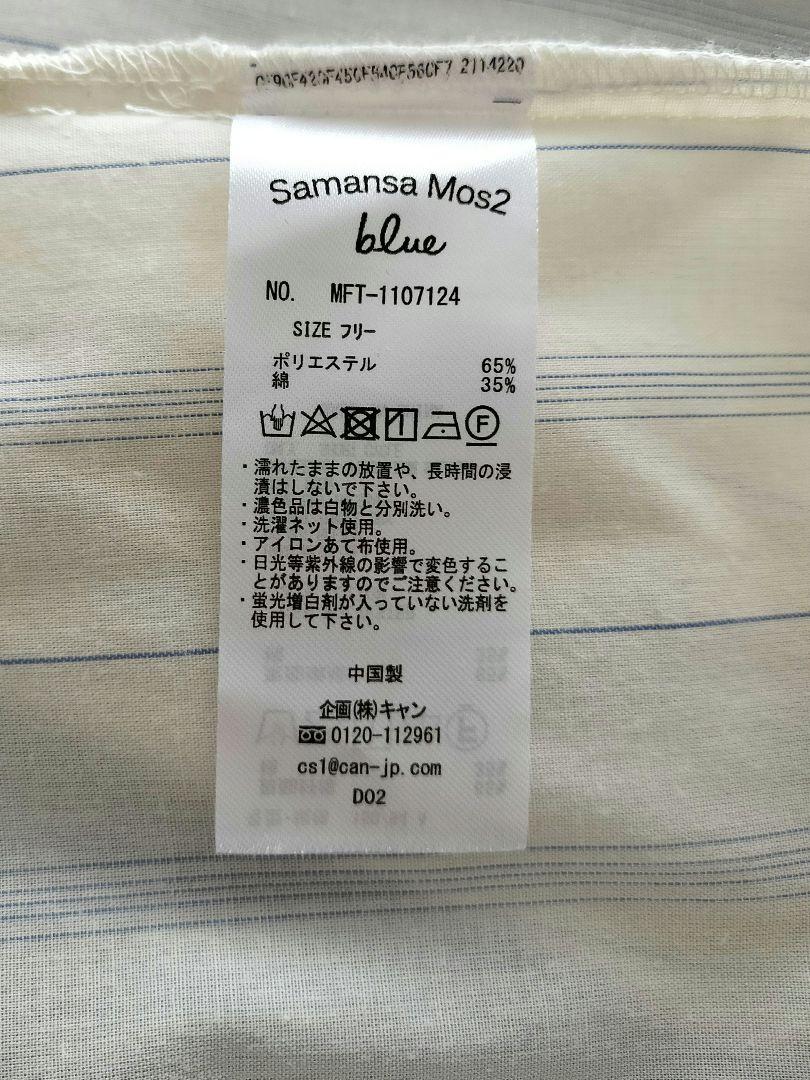 Samansa Mos2
blue
NO. MFT-1107124
SIZE フリー
ポリエステル 65%
綿 35%
F
・濡れたままの放置や、長時間の浸
漬はしないで下さい。
・濃色品は白物と分別洗い。
・洗濯ネット使用。
・アイロンあて布使用。
・日光等紫外線の影響で変色するこ
とがありますのでご注意ください。
・蛍光増白剤が入っていない洗剤を
使用して下さい。
中国製
企画(株)キャン
0120-112961
cs1@can-jp.com
D02